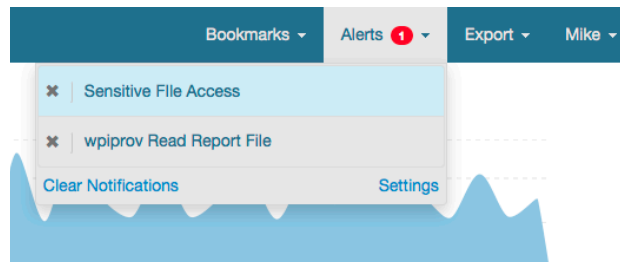 Bookmarks Alerts 1 Export Mike
Sensitive FIle Access
wpiprov Read Report File
Clear Notifications Settings